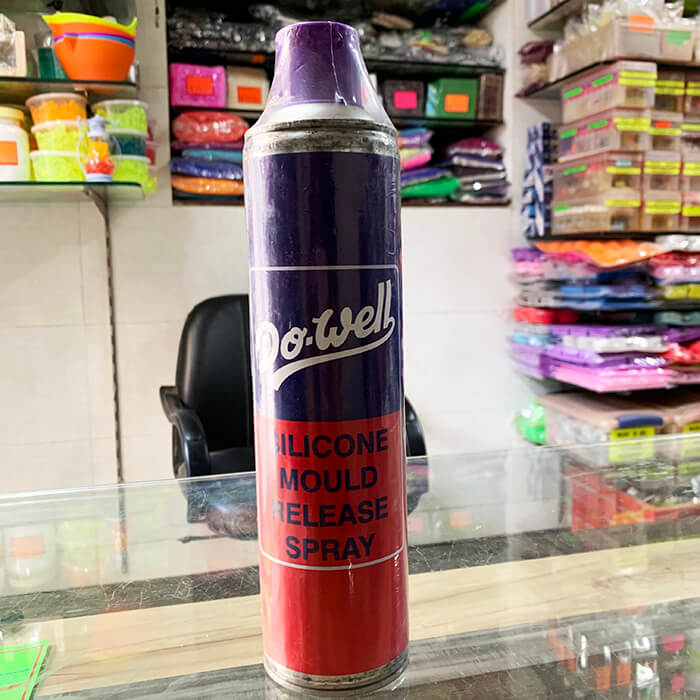 Do-Well
SILICONE
MOULD
RELEASE
SPRAY